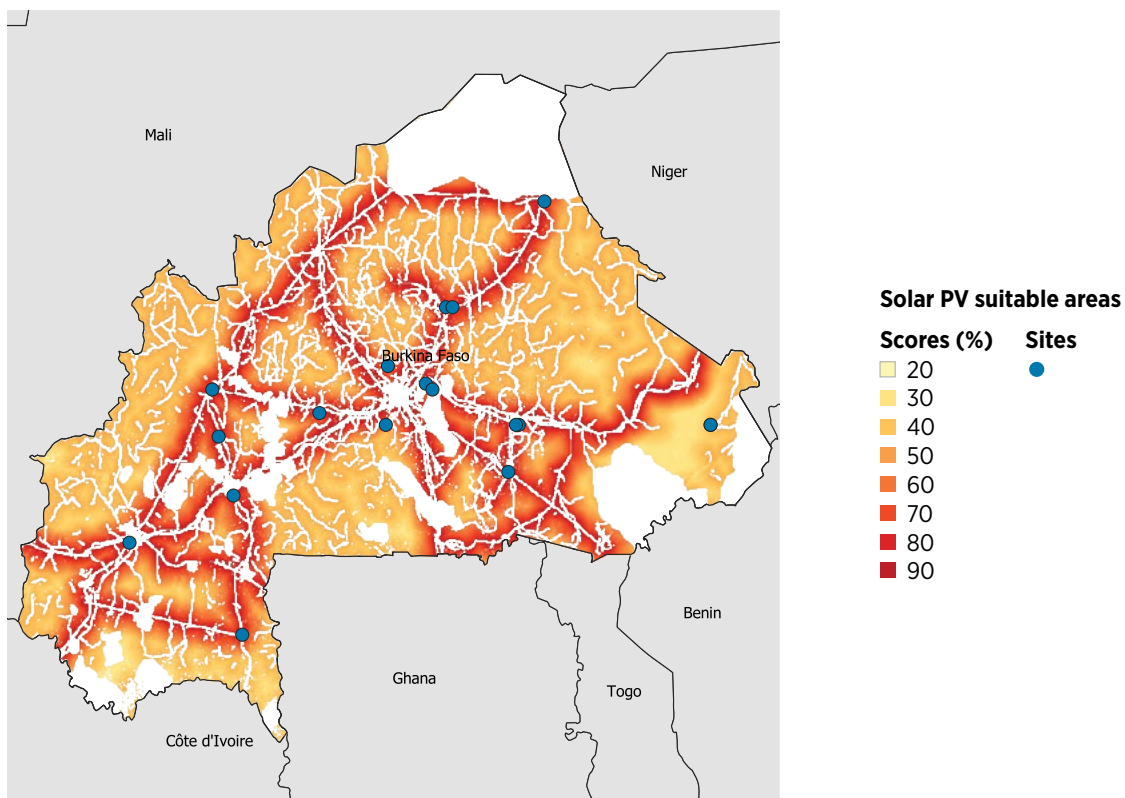 Mali
Niger
Burkina Faso
Benin
Ghana
Togo
Côte d'Ivoire
Solar PV suitable areas
Scores (%) Sites
20
30
40
50
60
70
80
90